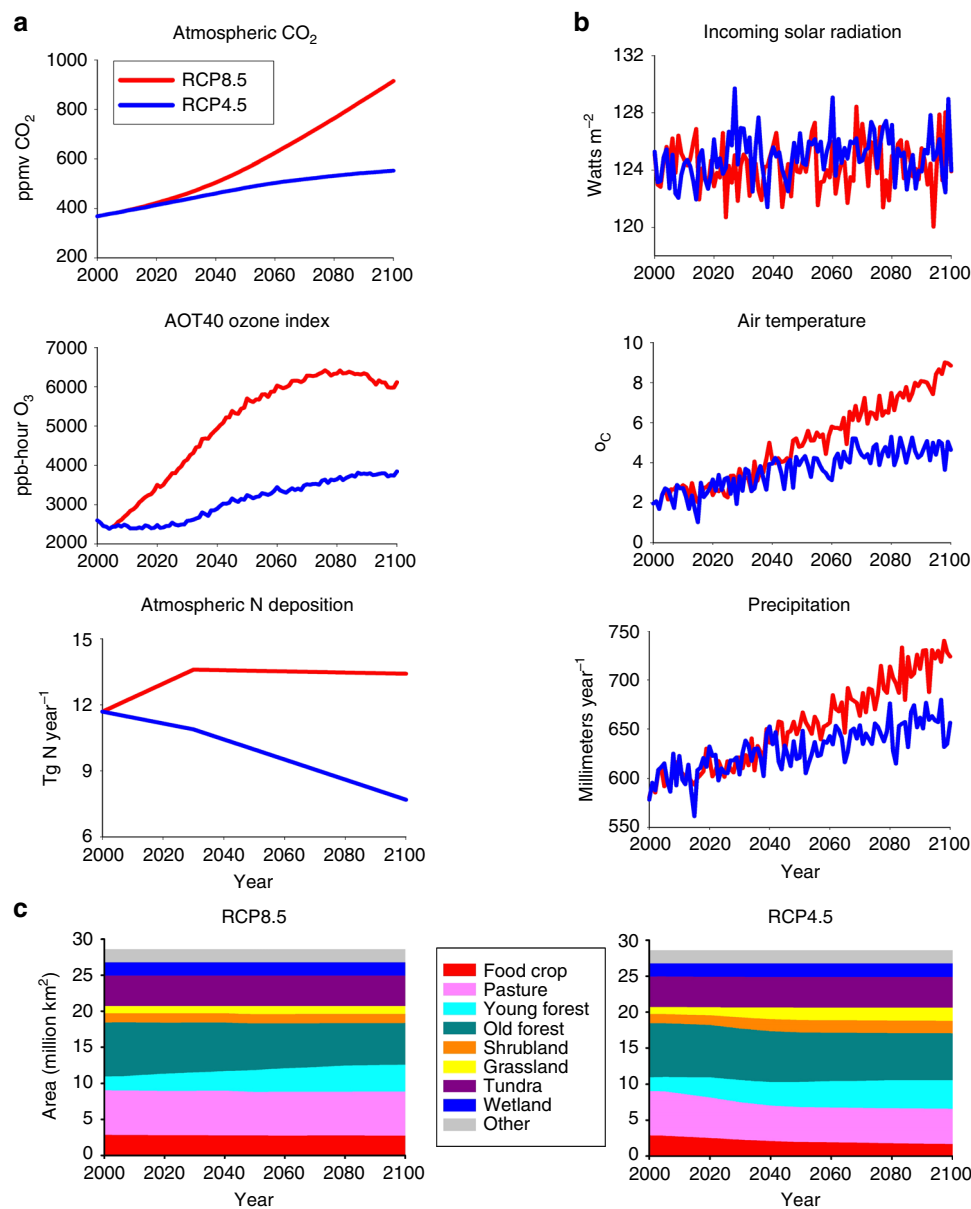 a
Atmospheric CO₂
ppmv CO₂
1000
800
600
400
200
RCP8.5
RCP4.5
2000 2020 2040 2060 2080 2100
AOT40 ozone index
ppb-hour O₃
7000
6000
5000
4000
3000
2000
2000 2020 2040 2060 2080 2100
Atmospheric N deposition
Tg N year⁻¹
15
12
9
6
2000 2020 2040 2060 2080 2100
Year
b
Incoming solar radiation
Watts m⁻²
132
128
124
120
2000 2020 2040 2060 2080 2100
Air temperature
oC
10
8
6
4
2
0
2000 2020 2040 2060 2080 2100
Precipitation
Millimeters year⁻¹
750
700
650
600
550
2000 2020 2040 2060 2080 2100
Year
c
RCP8.5
Area (million km²)
30
25
20
15
10
5
0
2000 2020 2040 2060 2080 2100
Year
Food crop
Pasture
Young forest
Old forest
Shrubland
Grassland
Tundra
Wetland
Other
RCP4.5
30
25
20
15
10
5
0
2000 2020 2040 2060 2080 2100
Year